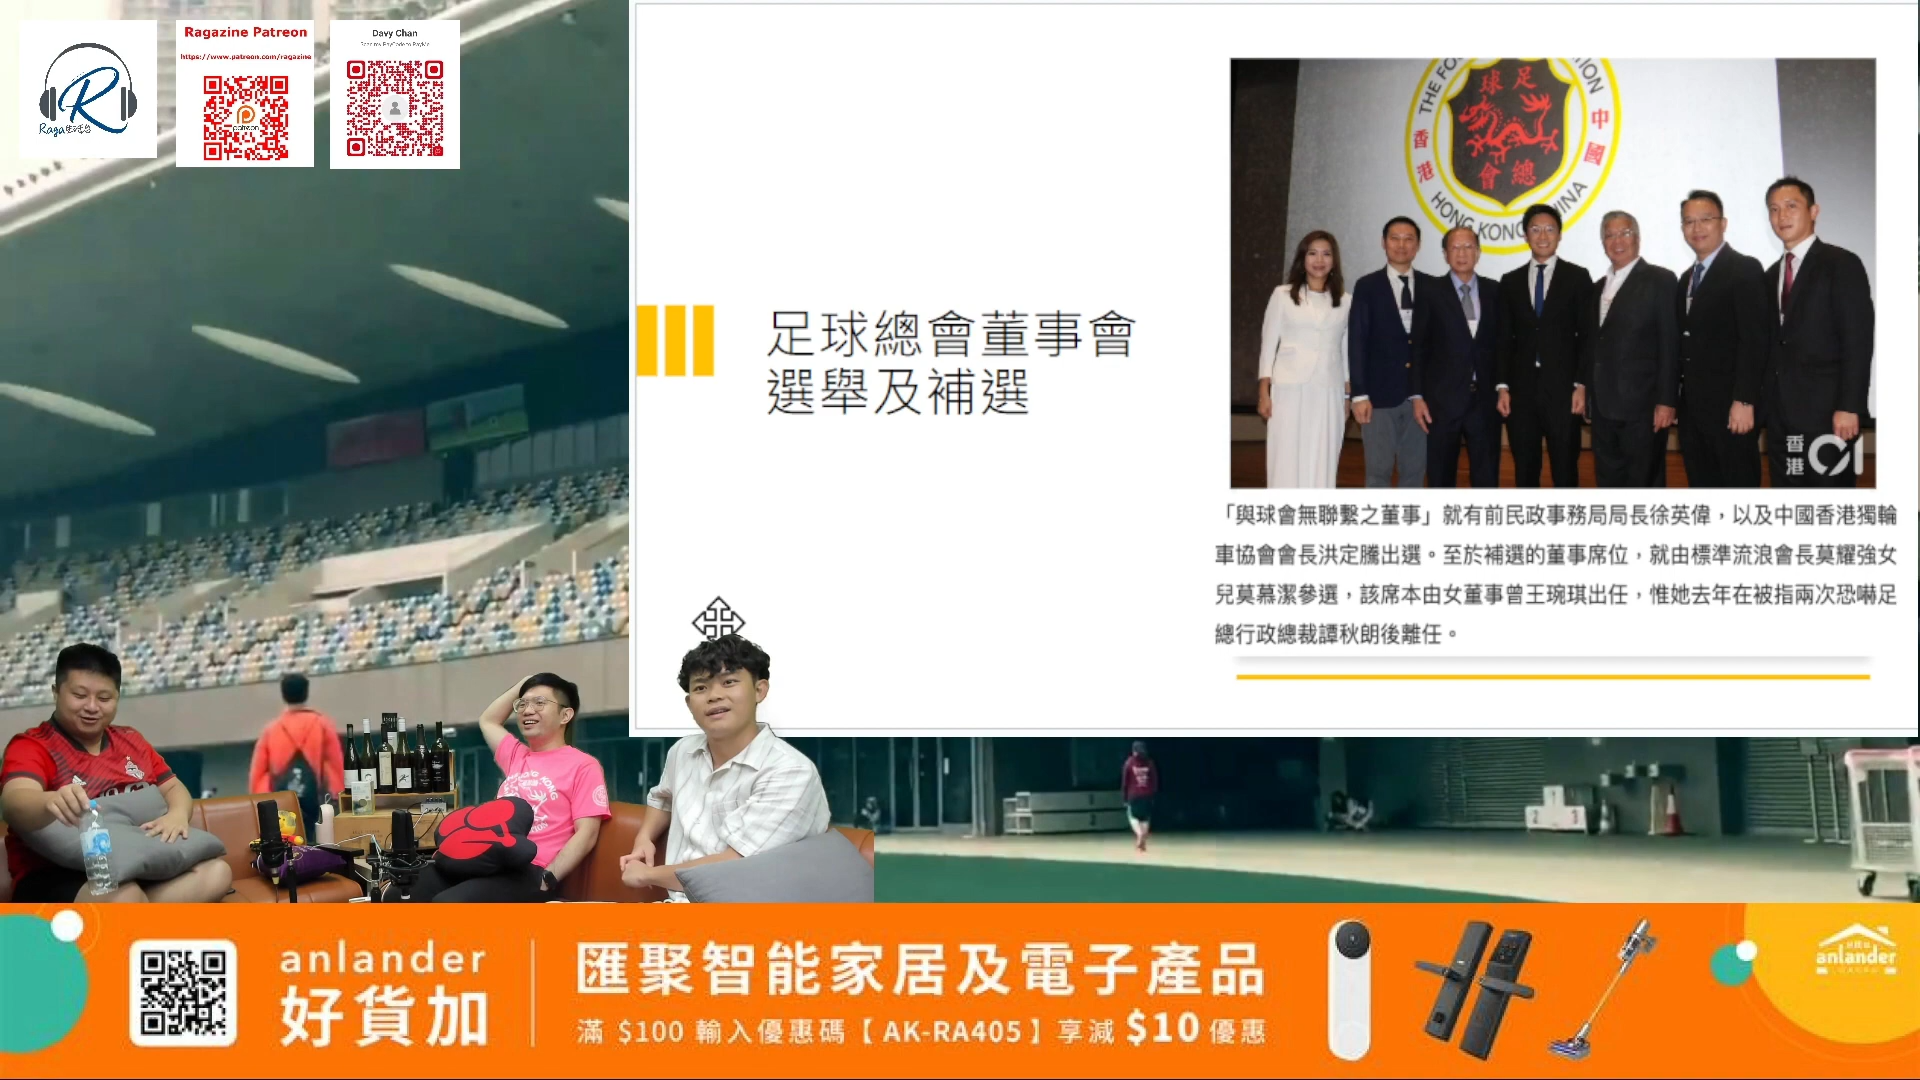 Raga
Ragazine Patreon
https://www.patreon.com/ragazine
patreon
Davy Chan
足球總會董事會
選舉及補選
球足
會總
香港
中國
HONG KONG
香港01
「與球會無聯繫之董事」就有前民政事務局局長徐英偉，以及中國香港獨輪
車協會會長洪定騰出選。至於補選的董事席位，就由標準流浪會長莫耀強女
兒莫慕潔參選，該席本由女董事曾王琬琪出任，惟她去年在被指兩次恐嚇足
總行政總裁譚秋朗後離任。
anlander
好貨加
匯聚智能家居及電子產品
滿 $100 輸入優惠碼【 AK-RA405 】享減 $10 優惠
anlander